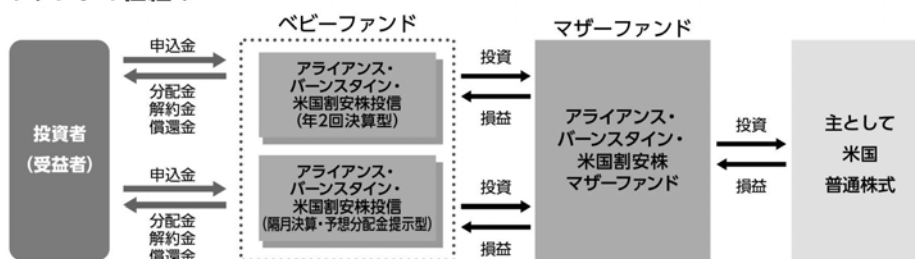 ベビーファンド
マザーファンド
投資者
(受益者)
申込金
分配金
解約金
償還金
申込金
分配金
解約金
償還金
アライアンス・
バーンスタイン・
米国割安株投信
(年2回決算型)
アライアンス・
バーンスタイン・
米国割安株投信
(隔月決算・予想分配金提示型)
投資
損益
投資
損益
アライアンス・
バーンスタイン・
米国割安株
マザーファンド
投資
損益
主として
米国
普通株式